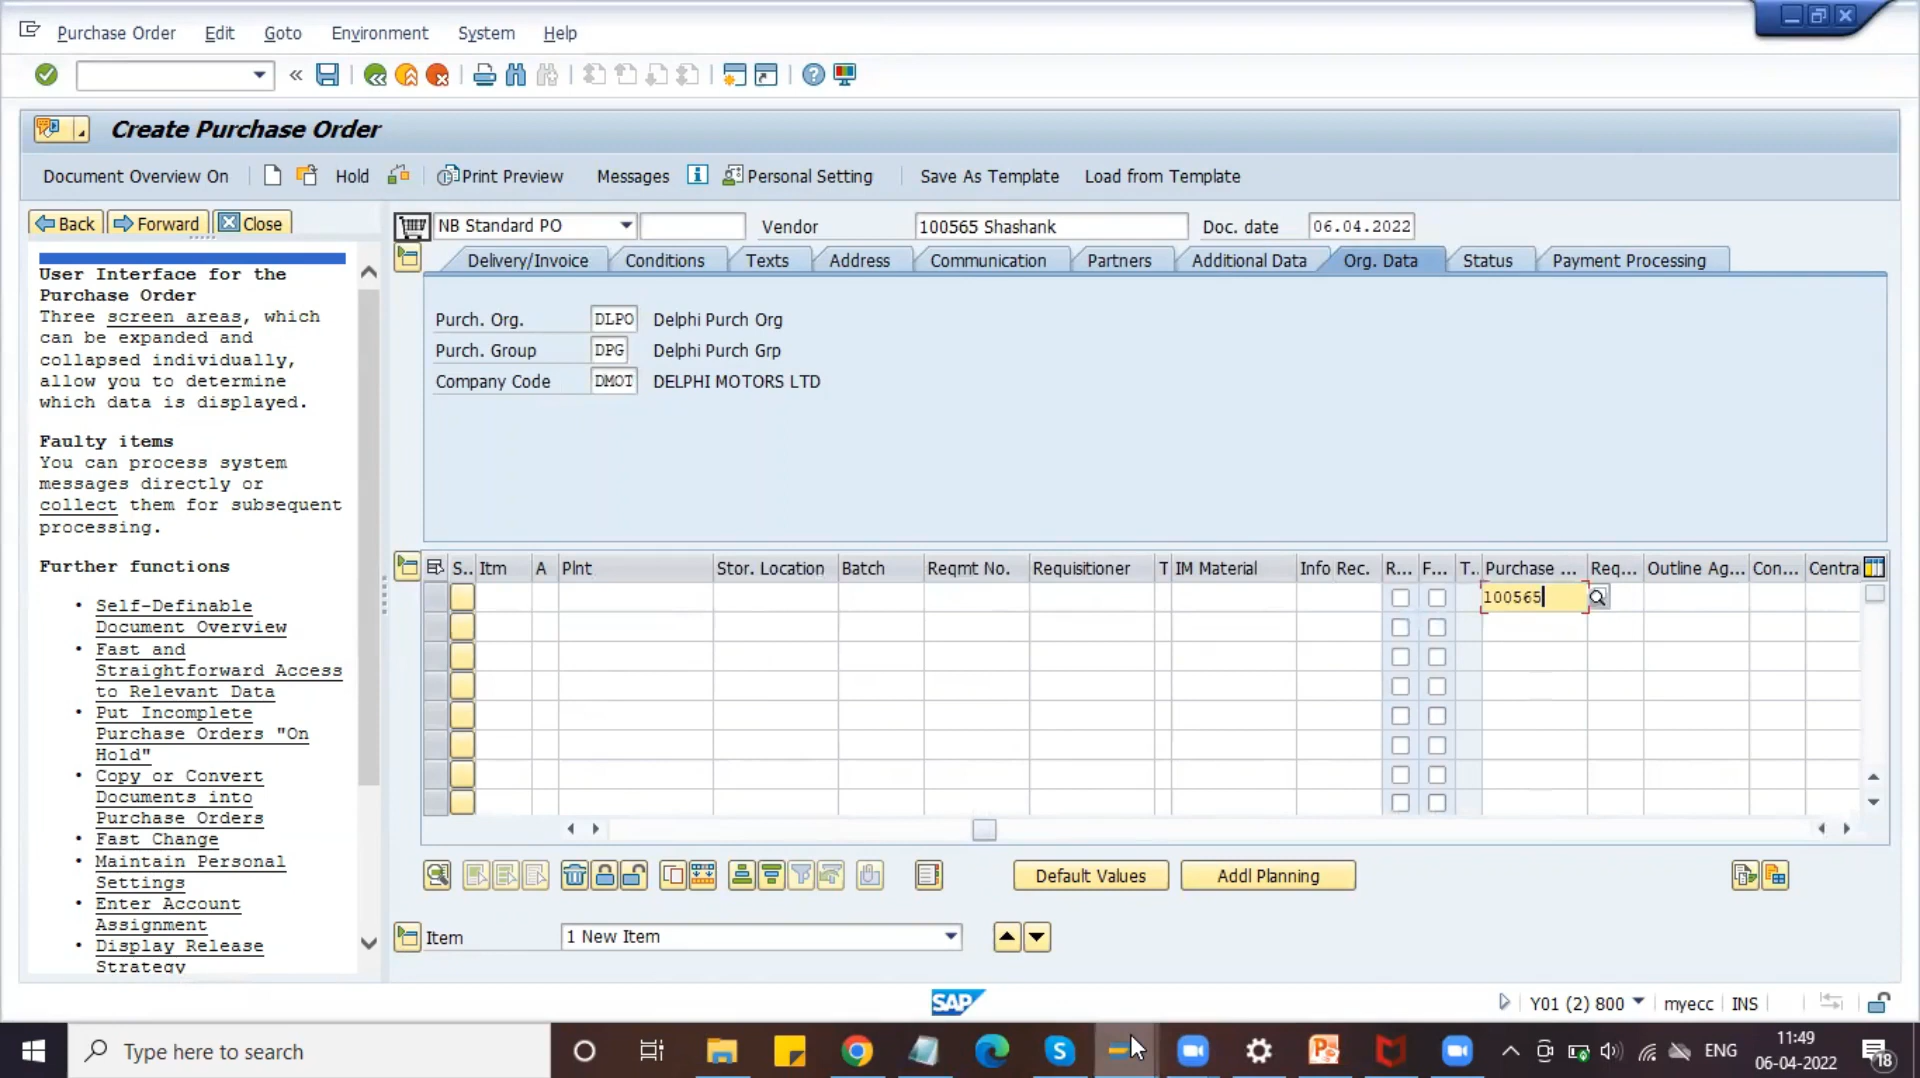 Purchase Order Edit Goto Environment System Help
Create Purchase Order
Document Overview On Hold Print Preview Messages Personal Setting Save As Template Load from Template
Back Forward Close
NB Standard PO Vendor 100565 Shashank Doc. date 06.04.2022
Delivery/Invoice Conditions Texts Address Communication Partners Additional Data Org. Data Status Payment Processing
User Interface for the
Purchase Order
Three screen areas, which
can be expanded and
collapsed individually,
allow you to determine
which data is displayed.
Faulty items
You can process system
messages directly or
collect them for subsequent
processing.
Further functions
• Self-Definable
Document Overview
• Fast and
Straightforward Access
to Relevant Data
• Put Incomplete
Purchase Orders "On
Hold"
• Copy or Convert
Documents into
Purchase Orders
• Fast Change
• Maintain Personal
Settings
• Enter Account
Assignment
• Display Release
Strategy
Purch. Org. DLPO Delphi Purch Org
Purch. Group DPG Delphi Purch Grp
Company Code DMOT DELPHI MOTORS LTD
S.. Itm A Plnt Stor. Location Batch Reqmt No. Requisitioner T IM Material Info Rec. R... F... T.. Purchase ... Req... Outline Ag... Con... Centra
100565
Default Values Addl Planning
Item 1 New Item
SAP
Y01 (2) 800 myecc INS
Type here to search
ENG
11:49
06-04-2022
18